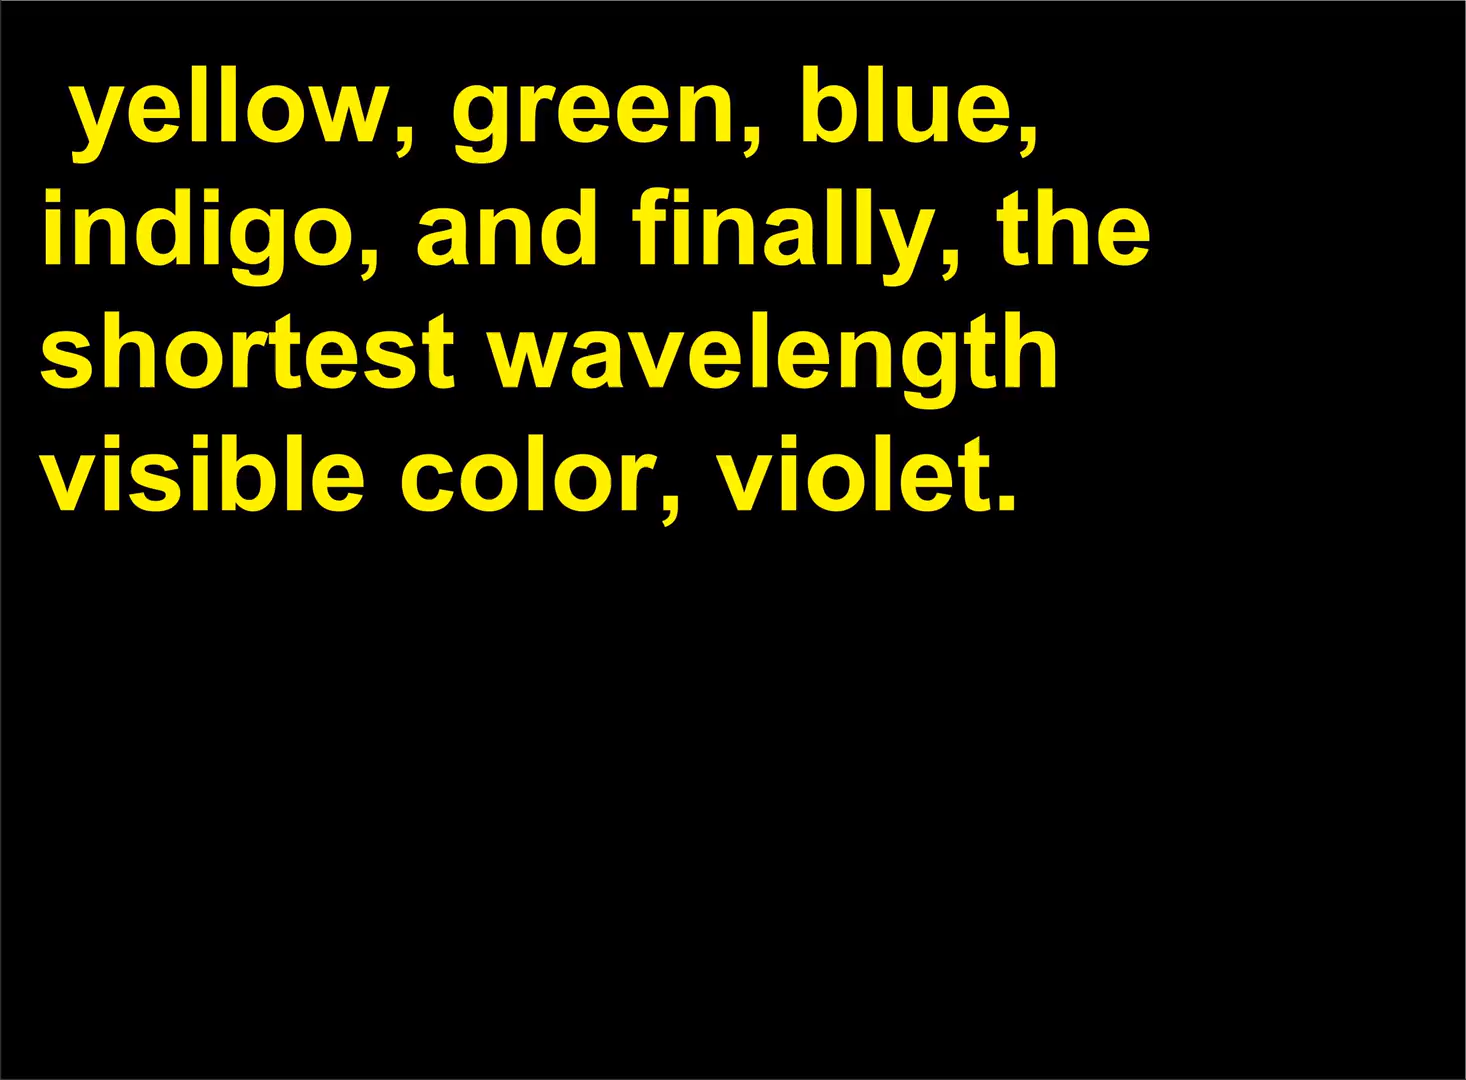 yellow, green, blue,
indigo, and finally, the
shortest wavelength
visible color, violet.